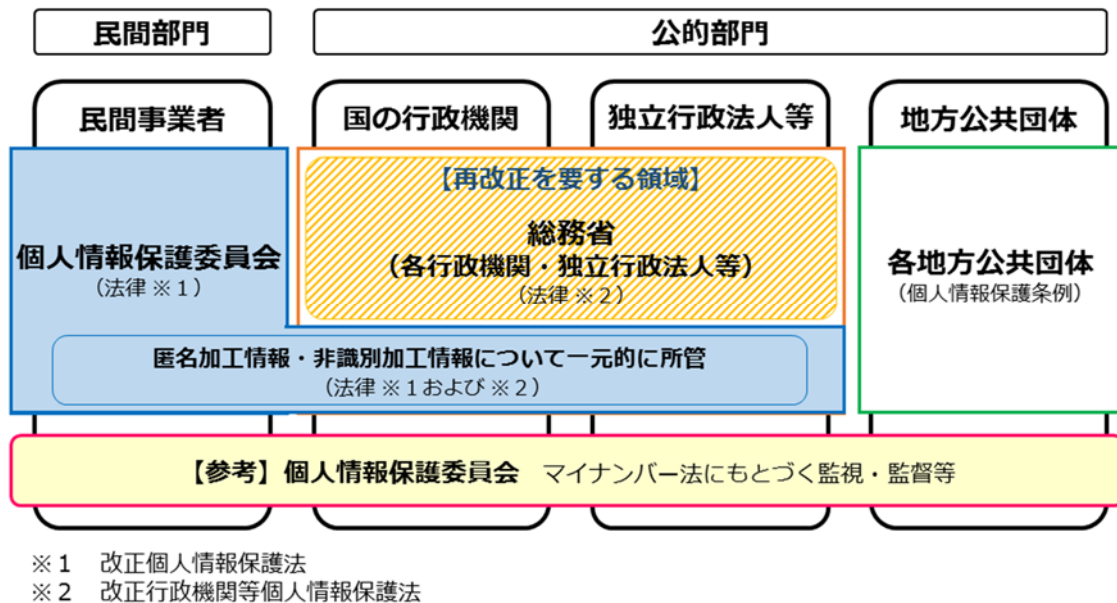 民間部門
公的部門
民間事業者
国の行政機関
独立行政法人等
地方公共団体
個人情報保護委員会
（法律 ※１）
【再改正を要する領域】
総務省
（各行政機関・独立行政法人等）
（法律 ※２）
各地方公共団体
（個人情報保護条例）
匿名加工情報・非識別加工情報について一元的に所管
（法律 ※１および ※２）
【参考】個人情報保護委員会 マイナンバー法にもとづく監視・監督等
※１ 改正個人情報保護法
※２ 改正行政機関等個人情報保護法